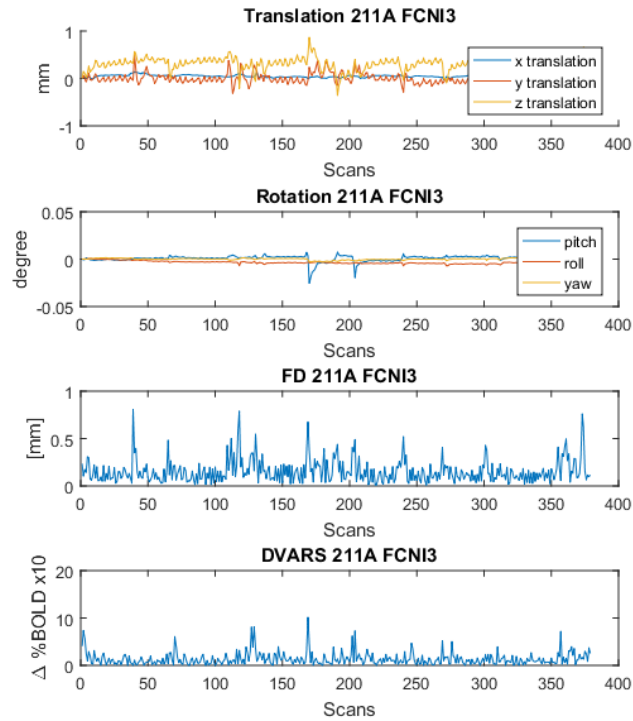 Translation 211A FCNI3
1
0
-1
mm
x translation
y translation
z translation
0 50 100 150 200 250 300 350 400
Scans
Rotation 211A FCNI3
0.05
0
-0.05
degree
pitch
roll
yaw
0 50 100 150 200 250 300 350 400
Scans
FD 211A FCNI3
1
0.5
0
[mm]
0 50 100 150 200 250 300 350 400
Scans
DVARS 211A FCNI3
20
10
0
Δ %BOLD x10
0 50 100 150 200 250 300 350 400
Scans